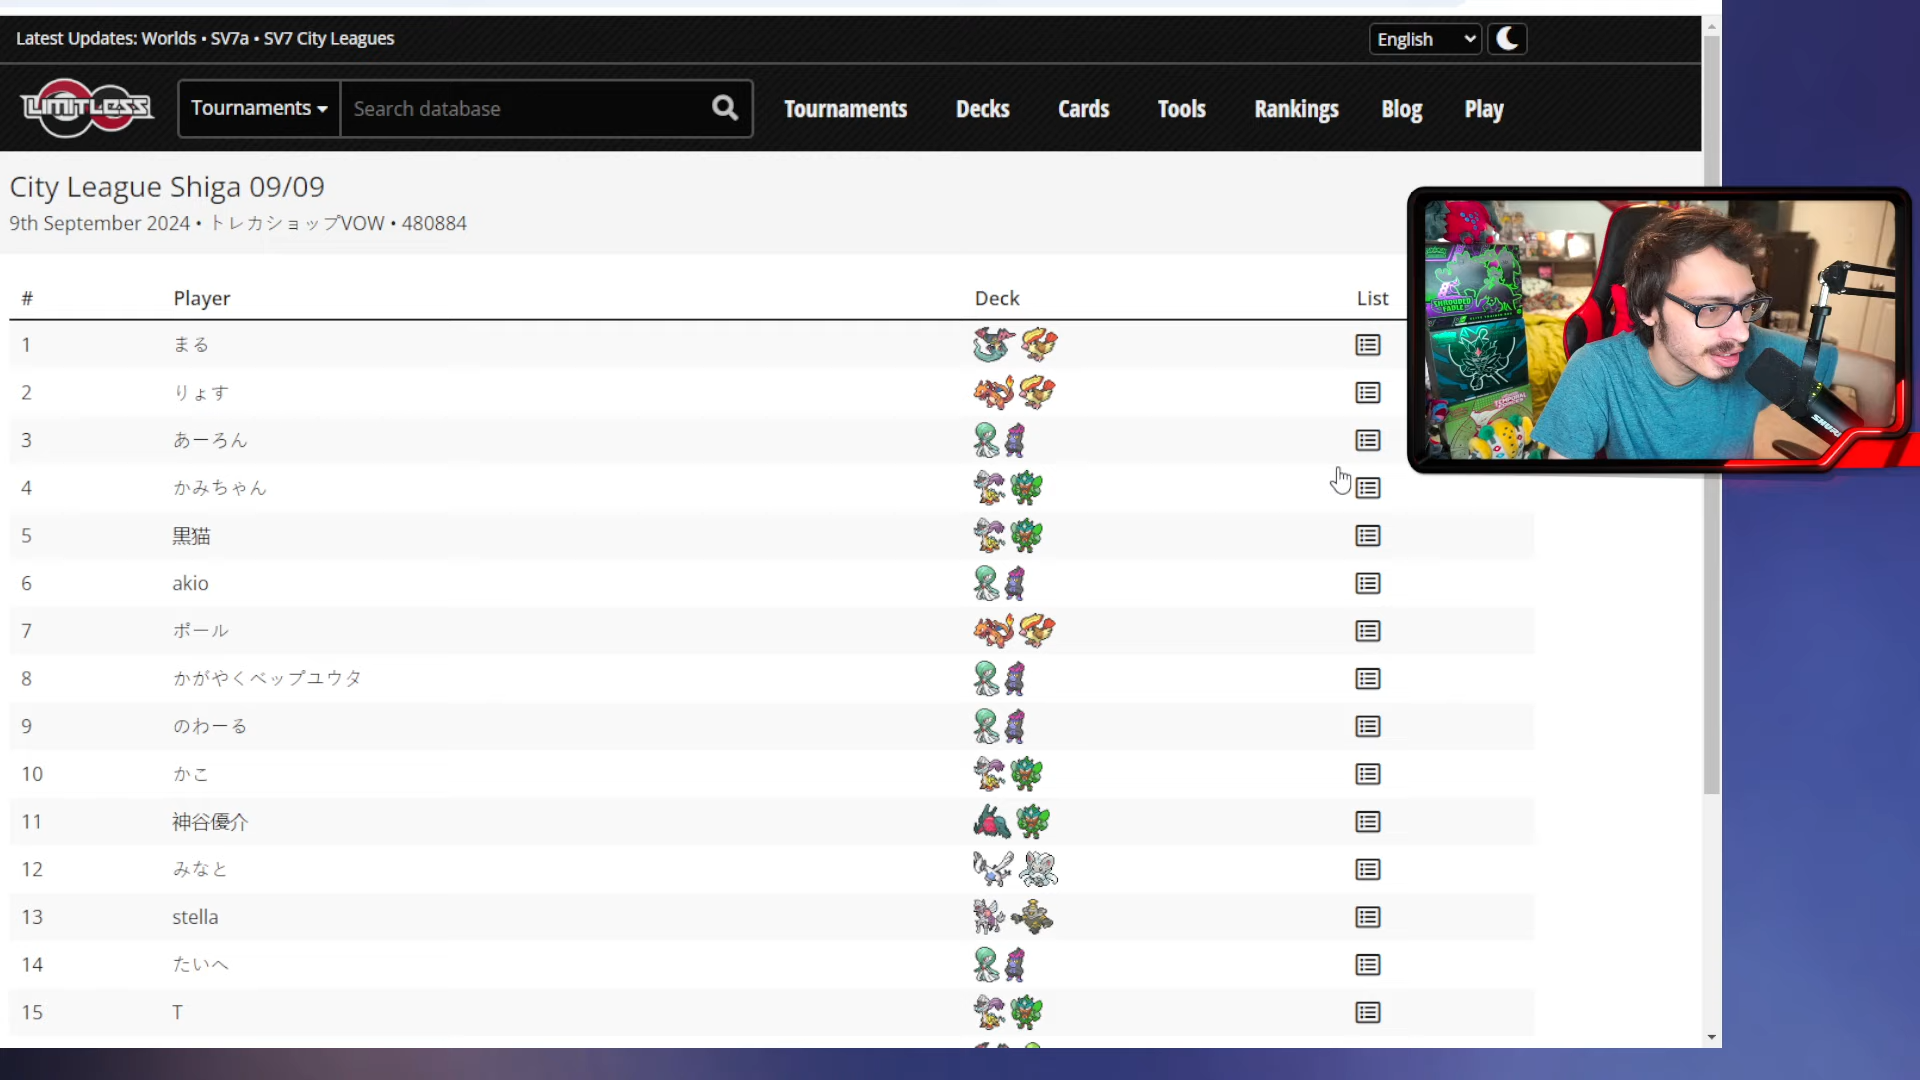 Latest Updates: Worlds • SV7a • SV7 City Leagues
English
LIMITLESS
Tournaments
Search database
Tournaments
Decks
Cards
Tools
Rankings
Blog
Play
City League Shiga 09/09
9th September 2024 • トレカショップVOW • 480884
# Player Deck List
1 まる
2 りょす
3 あーろん
4 かみちゃん
5 黒猫
6 akio
7 ポール
8 かがやくベップユウタ
9 のわーる
10 かこ
11 神谷優介
12 みなと
13 stella
14 たいへ
15 T
SHROUDED
FABLE